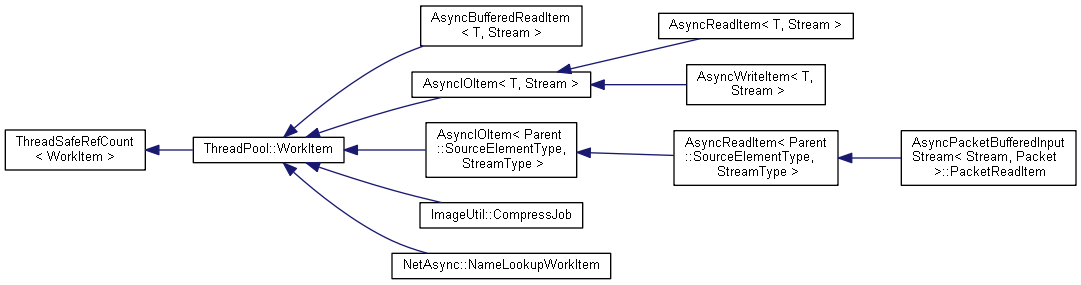 AsyncBufferedReadItem
< T, Stream >
AsyncReadItem< T, Stream >
AsyncIOItem< T, Stream >
AsyncWriteItem< T,
Stream >
ThreadSafeRefCount
< WorkItem >
ThreadPool::WorkItem
AsyncIOItem< Parent
::SourceElementType,
StreamType >
AsyncReadItem< Parent
::SourceElementType,
StreamType >
AsyncPacketBufferedInput
Stream< Stream, Packet
>::PacketReadItem
ImageUtil::CompressJob
NetAsync::NameLookupWorkItem